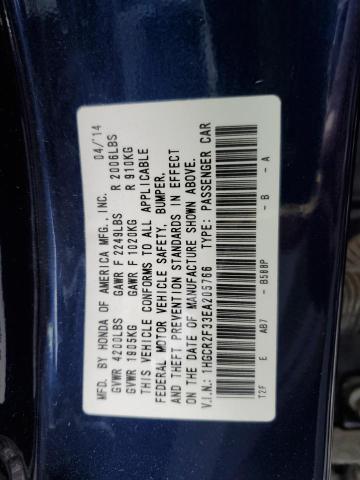 MFD. BY HONDA OF AMERICA MFG., INC. 04/'14
GVWR 4200LBS GAWR F 2249LBS R 2006LBS
GVWR 1905KG GAWR F 1020KG R 910KG
THIS VEHICLE CONFORMS TO ALL APPLICABLE
FEDERAL MOTOR VEHICLE SAFETY, BUMPER,
AND THEFT PREVENTION STANDARDS IN EFFECT
ON THE DATE OF MANUFACTURE SHOWN ABOVE.
V.I.N.: 1HGCR2F33EA205766 TYPE: PASSENGER CAR
T2F E AB7 - B588P - B - A